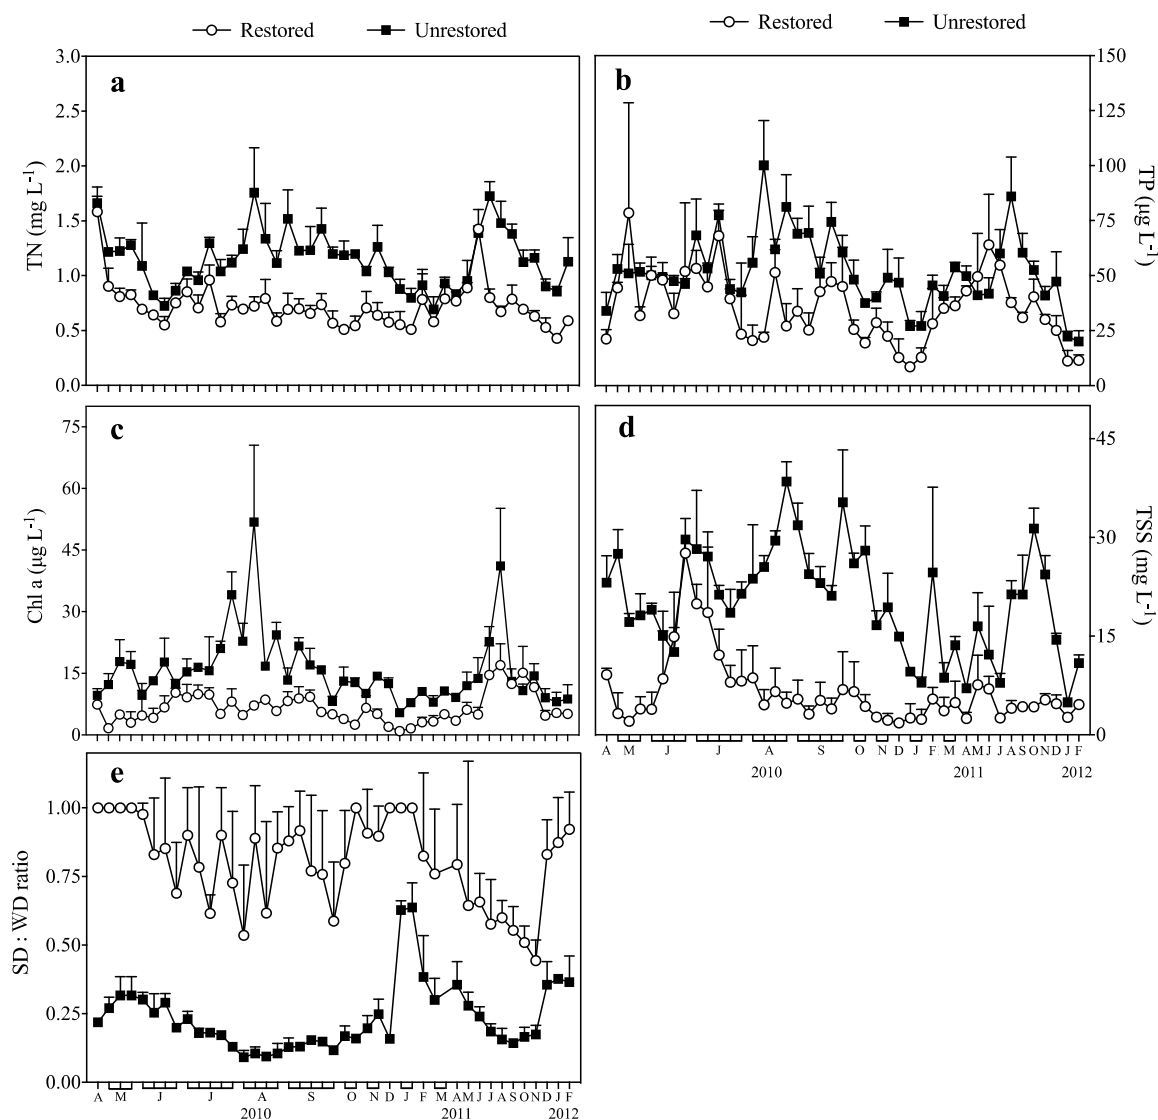 Restored Unrestored
Restored Unrestored
a
3.0
2.5
2.0
1.5
1.0
0.5
0.0
TN (mg L-1)
b
150
125
100
75
50
25
0
TP (µg L-1)
c
75
60
45
30
15
0
Chl a (µg L-1)
d
45
30
15
0
TSS (mg L-1)
A M J J A S O N D J F M A M J J A S O N D J F
2010 2011 2012
e
1.00
0.75
0.50
0.25
0.00
SD : WD ratio
A M J J A S O N D J F M A M J J A S O N D J F
2010 2011 2012